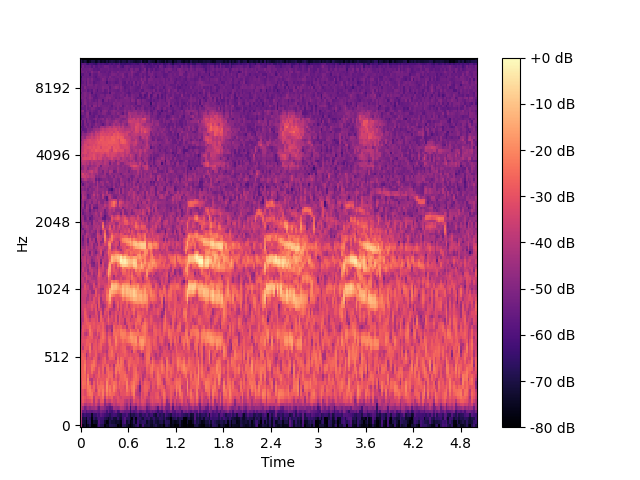 8192
4096
2048
1024
512
0
Hz
0 0.6 1.2 1.8 2.4 3 3.6 4.2 4.8
Time
+0 dB
-10 dB
-20 dB
-30 dB
-40 dB
-50 dB
-60 dB
-70 dB
-80 dB